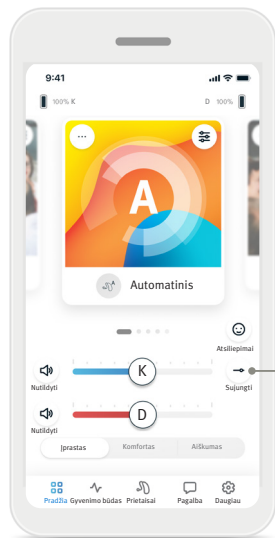 9:41
100% K
D 100%
A
Automatinis
Atsiliepimai
K
Nutildyti
Sujungti
D
Nutildyti
Įprastas Komfortas Aiškumas
Pradžia Gyvenimo būdas Prietaisai Pagalba Daugiau